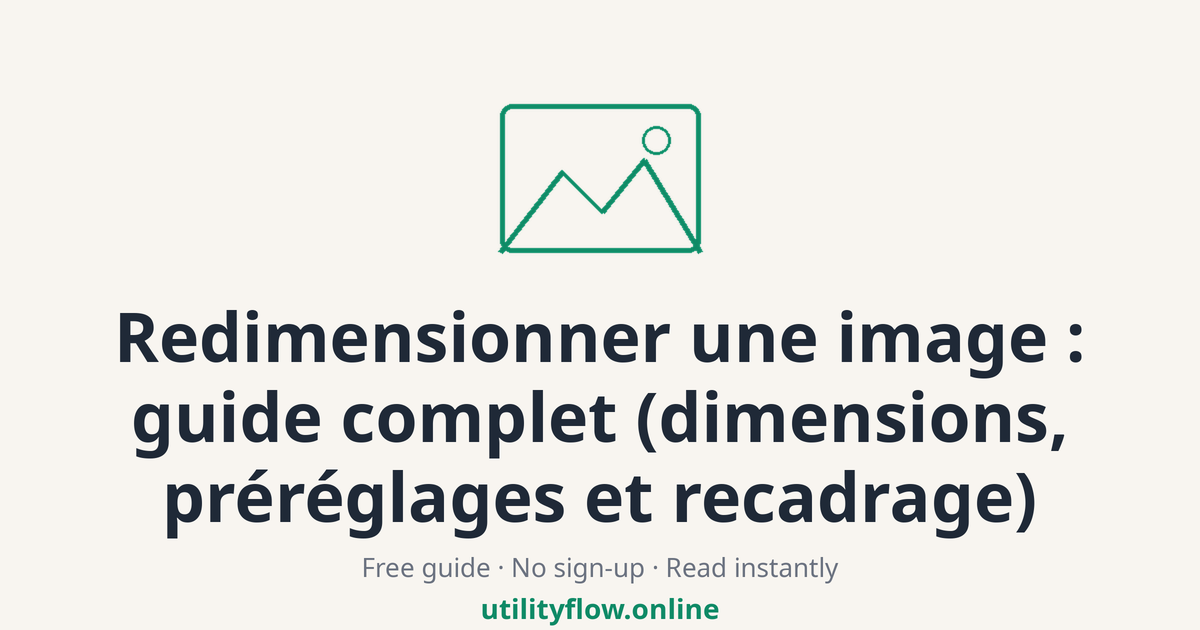 Redimensionner une image :
guide complet (dimensions,
préréglages et recadrage)
Free guide · No sign-up · Read instantly
utilityflow.online